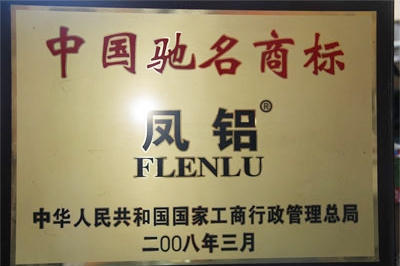 中国驰名商标
凤铝®
FLENLU
中华人民共和国国家工商行政管理总局
二00八年三月